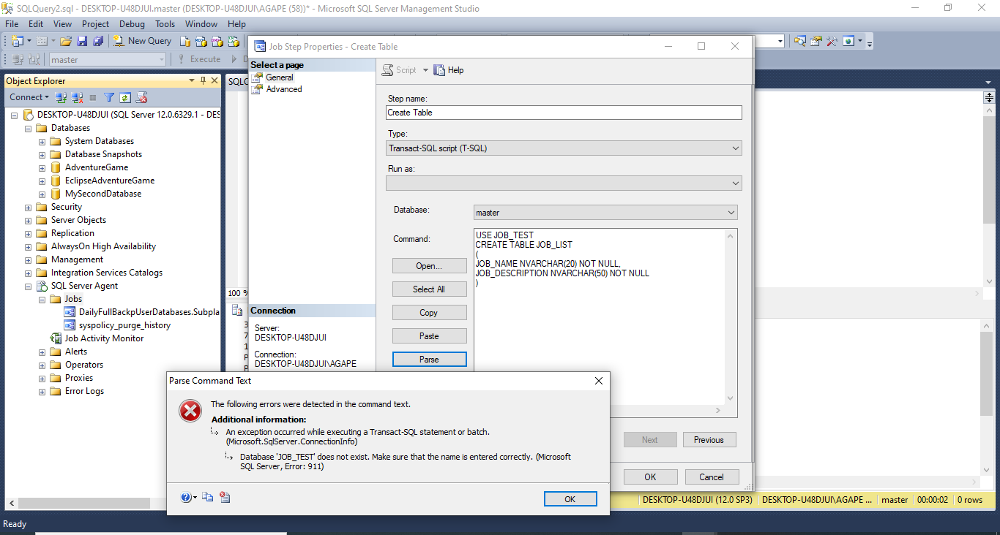 SQLQuery2.sql - DESKTOP-U48DJUI.master (DESKTOP-U48DJUI\AGAPE (58))* - Microsoft SQL Server Management Studio
File Edit View Project Debug Tools Window Help
New Query
master
Execute
Job Step Properties - Create Table
Select a page
General
Advanced
Script
Help
Object Explorer
Connect
DESKTOP-U48DJUI (SQL Server 12.0.6329.1 - DES
Databases
System Databases
Database Snapshots
AdventureGame
EclipseAdventureGame
MySecondDatabase
Security
Server Objects
Replication
AlwaysOn High Availability
Management
Integration Services Catalogs
SQL Server Agent
Jobs
DailyFullBackpUserDatabases.Subpla
syspolicy_purge_history
Job Activity Monitor
Alerts
Operators
Proxies
Error Logs
SQLC
100 %
Step name:
Create Table
Type:
Transact-SQL script (T-SQL)
Run as:
Database:
master
Command:
USE JOB_TEST
CREATE TABLE JOB_LIST
(
JOB_NAME NVARCHAR(20) NOT NULL,
JOB_DESCRIPTION NVARCHAR(50) NOT NULL
)
Open...
Select All
Copy
Paste
Parse
Connection
Server:
DESKTOP-U48DJUI
Connection:
DESKTOP-U48DJUI\AGAPE
Next
Previous
OK
Cancel
Parse Command Text
The following errors were detected in the command text.
Additional information:
An exception occurred while executing a Transact-SQL statement or batch.
(Microsoft.SqlServer.ConnectionInfo)
Database 'JOB_TEST' does not exist. Make sure that the name is entered correctly. (Microsoft
SQL Server, Error: 911)
OK
DESKTOP-U48DJUI (12.0 SP3) DESKTOP-U48DJUI\AGAPE ... master 00:00:02 0 rows
Ready